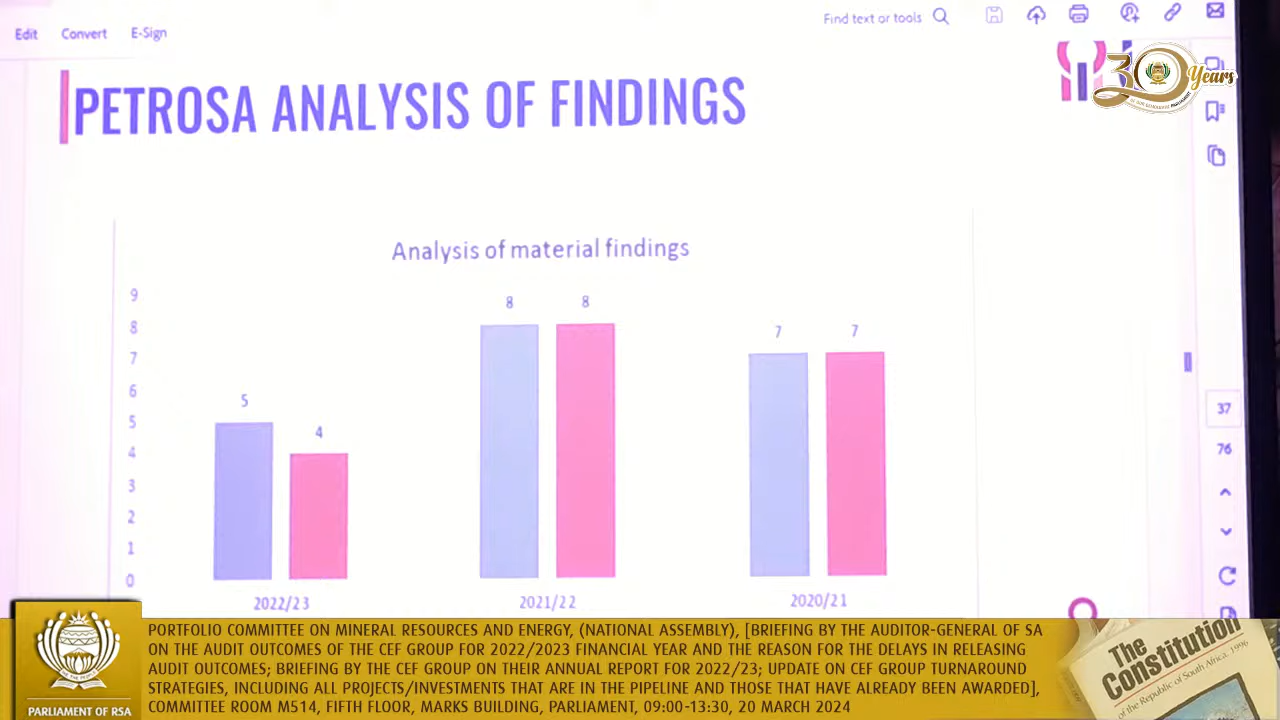 Find text or tools
Edit Convert E-Sign
30 Years
PETROSA ANALYSIS OF FINDINGS
Analysis of material findings
9
8
7
6
5
4
3
2
1
0
5 4
8 8
7 7
2022/23 2021/22 2020/21
37
76
PORTFOLIO COMMITTEE ON MINERAL RESOURCES AND ENERGY, (NATIONAL ASSEMBLY), [BRIEFING BY THE AUDITOR-GENERAL OF SA
ON THE AUDIT OUTCOMES OF THE CEF GROUP FOR 2022/2023 FINANCIAL YEAR AND THE REASON FOR THE DELAYS IN RELEASING
AUDIT OUTCOMES; BRIEFING BY THE CEF GROUP ON THEIR ANNUAL REPORT FOR 2022/23; UPDATE ON CEF GROUP TURNAROUND
STRATEGIES, INCLUDING ALL PROJECTS/INVESTMENTS THAT ARE IN THE PIPELINE AND THOSE THAT HAVE ALREADY BEEN AWARDED],
COMMITTEE ROOM M514, FIFTH FLOOR, MARKS BUILDING, PARLIAMENT, 09:00-13:30, 20 MARCH 2024
PARLIAMENT OF RSA
The
Constitution
of the Republic of South Africa, 1996